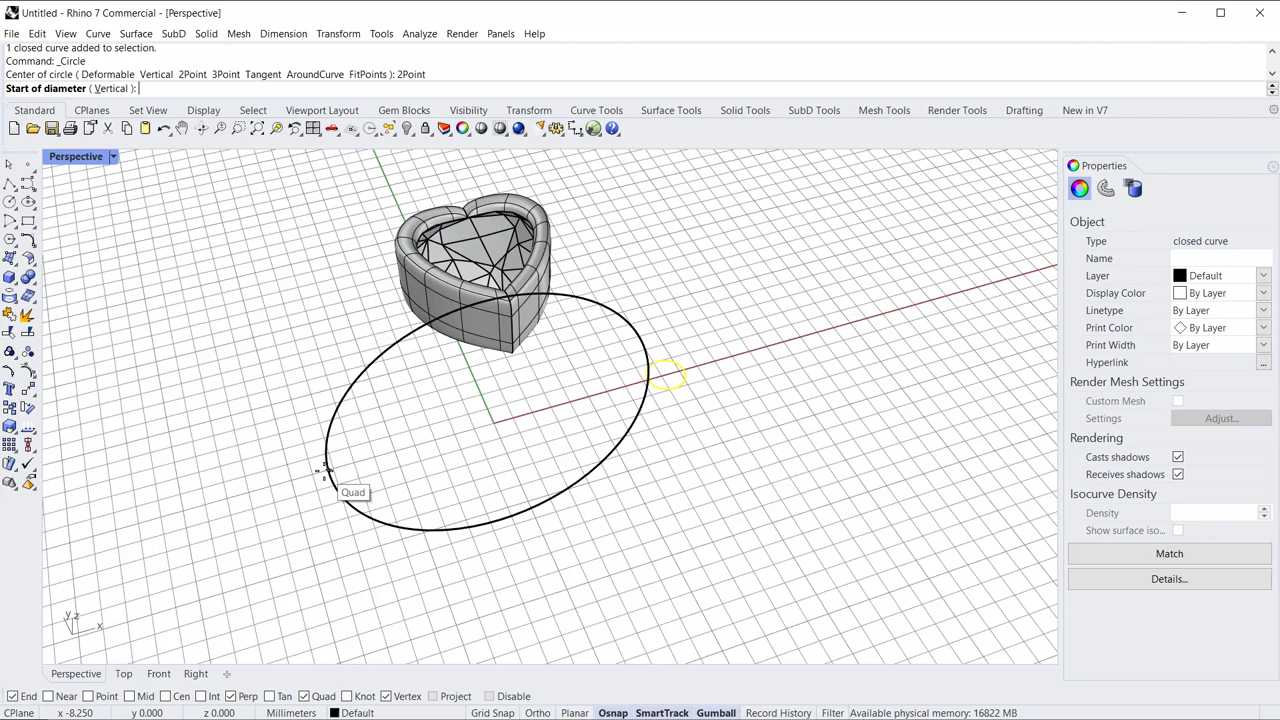 Untitled - Rhino 7 Commercial - [Perspective]
File Edit View Curve Surface SubD Solid Mesh Dimension Transform Tools Analyze Render Panels Help
1 closed curve added to selection.
Command: _Circle
Center of circle ( Deformable Vertical 2Point 3Point Tangent AroundCurve FitPoints ): 2Point
Start of diameter ( Vertical ):
Standard CPlanes Set View Display Select Viewport Layout Gem Blocks Visibility Transform Curve Tools Surface Tools Solid Tools SubD Tools Mesh Tools Render Tools Drafting New in V7
Perspective
Properties
Object
Type closed curve
Name
Layer Default
Display Color By Layer
Linetype By Layer
Print Color By Layer
Print Width By Layer
Hyperlink ...
Render Mesh Settings
Custom Mesh
Settings Adjust...
Rendering
Casts shadows
Receives shadows
Isocurve Density
Density
Show surface iso...
Match
Details...
Quad
y z
x
Perspective Top Front Right
End Near Point Mid Cen Int Perp Tan Quad Knot Vertex Project Disable
CPlane x -8.250 y 0.000 z 0.000 Millimeters Default Grid Snap Ortho Planar Osnap SmartTrack Gumball Record History Filter Available physical memory: 16822 MB